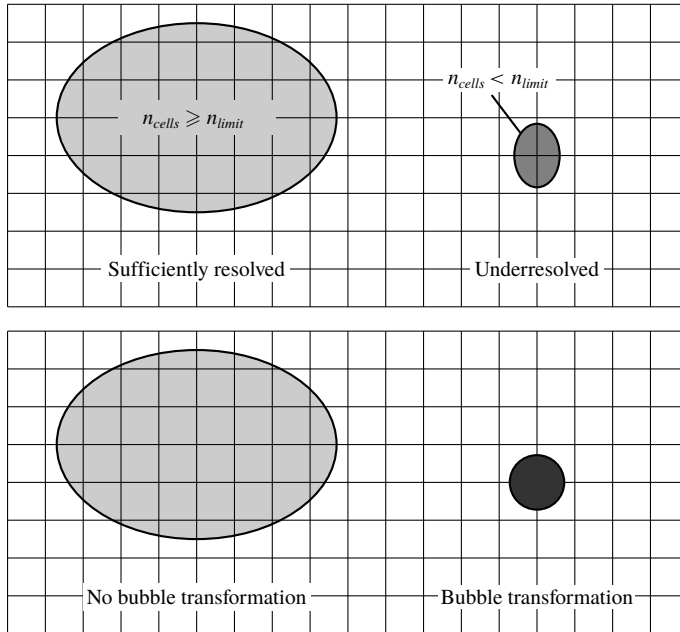 n_cells < n_limit
n_cells ⩾ n_limit
Sufficiently resolved
Underresolved
No bubble transformation
Bubble transformation